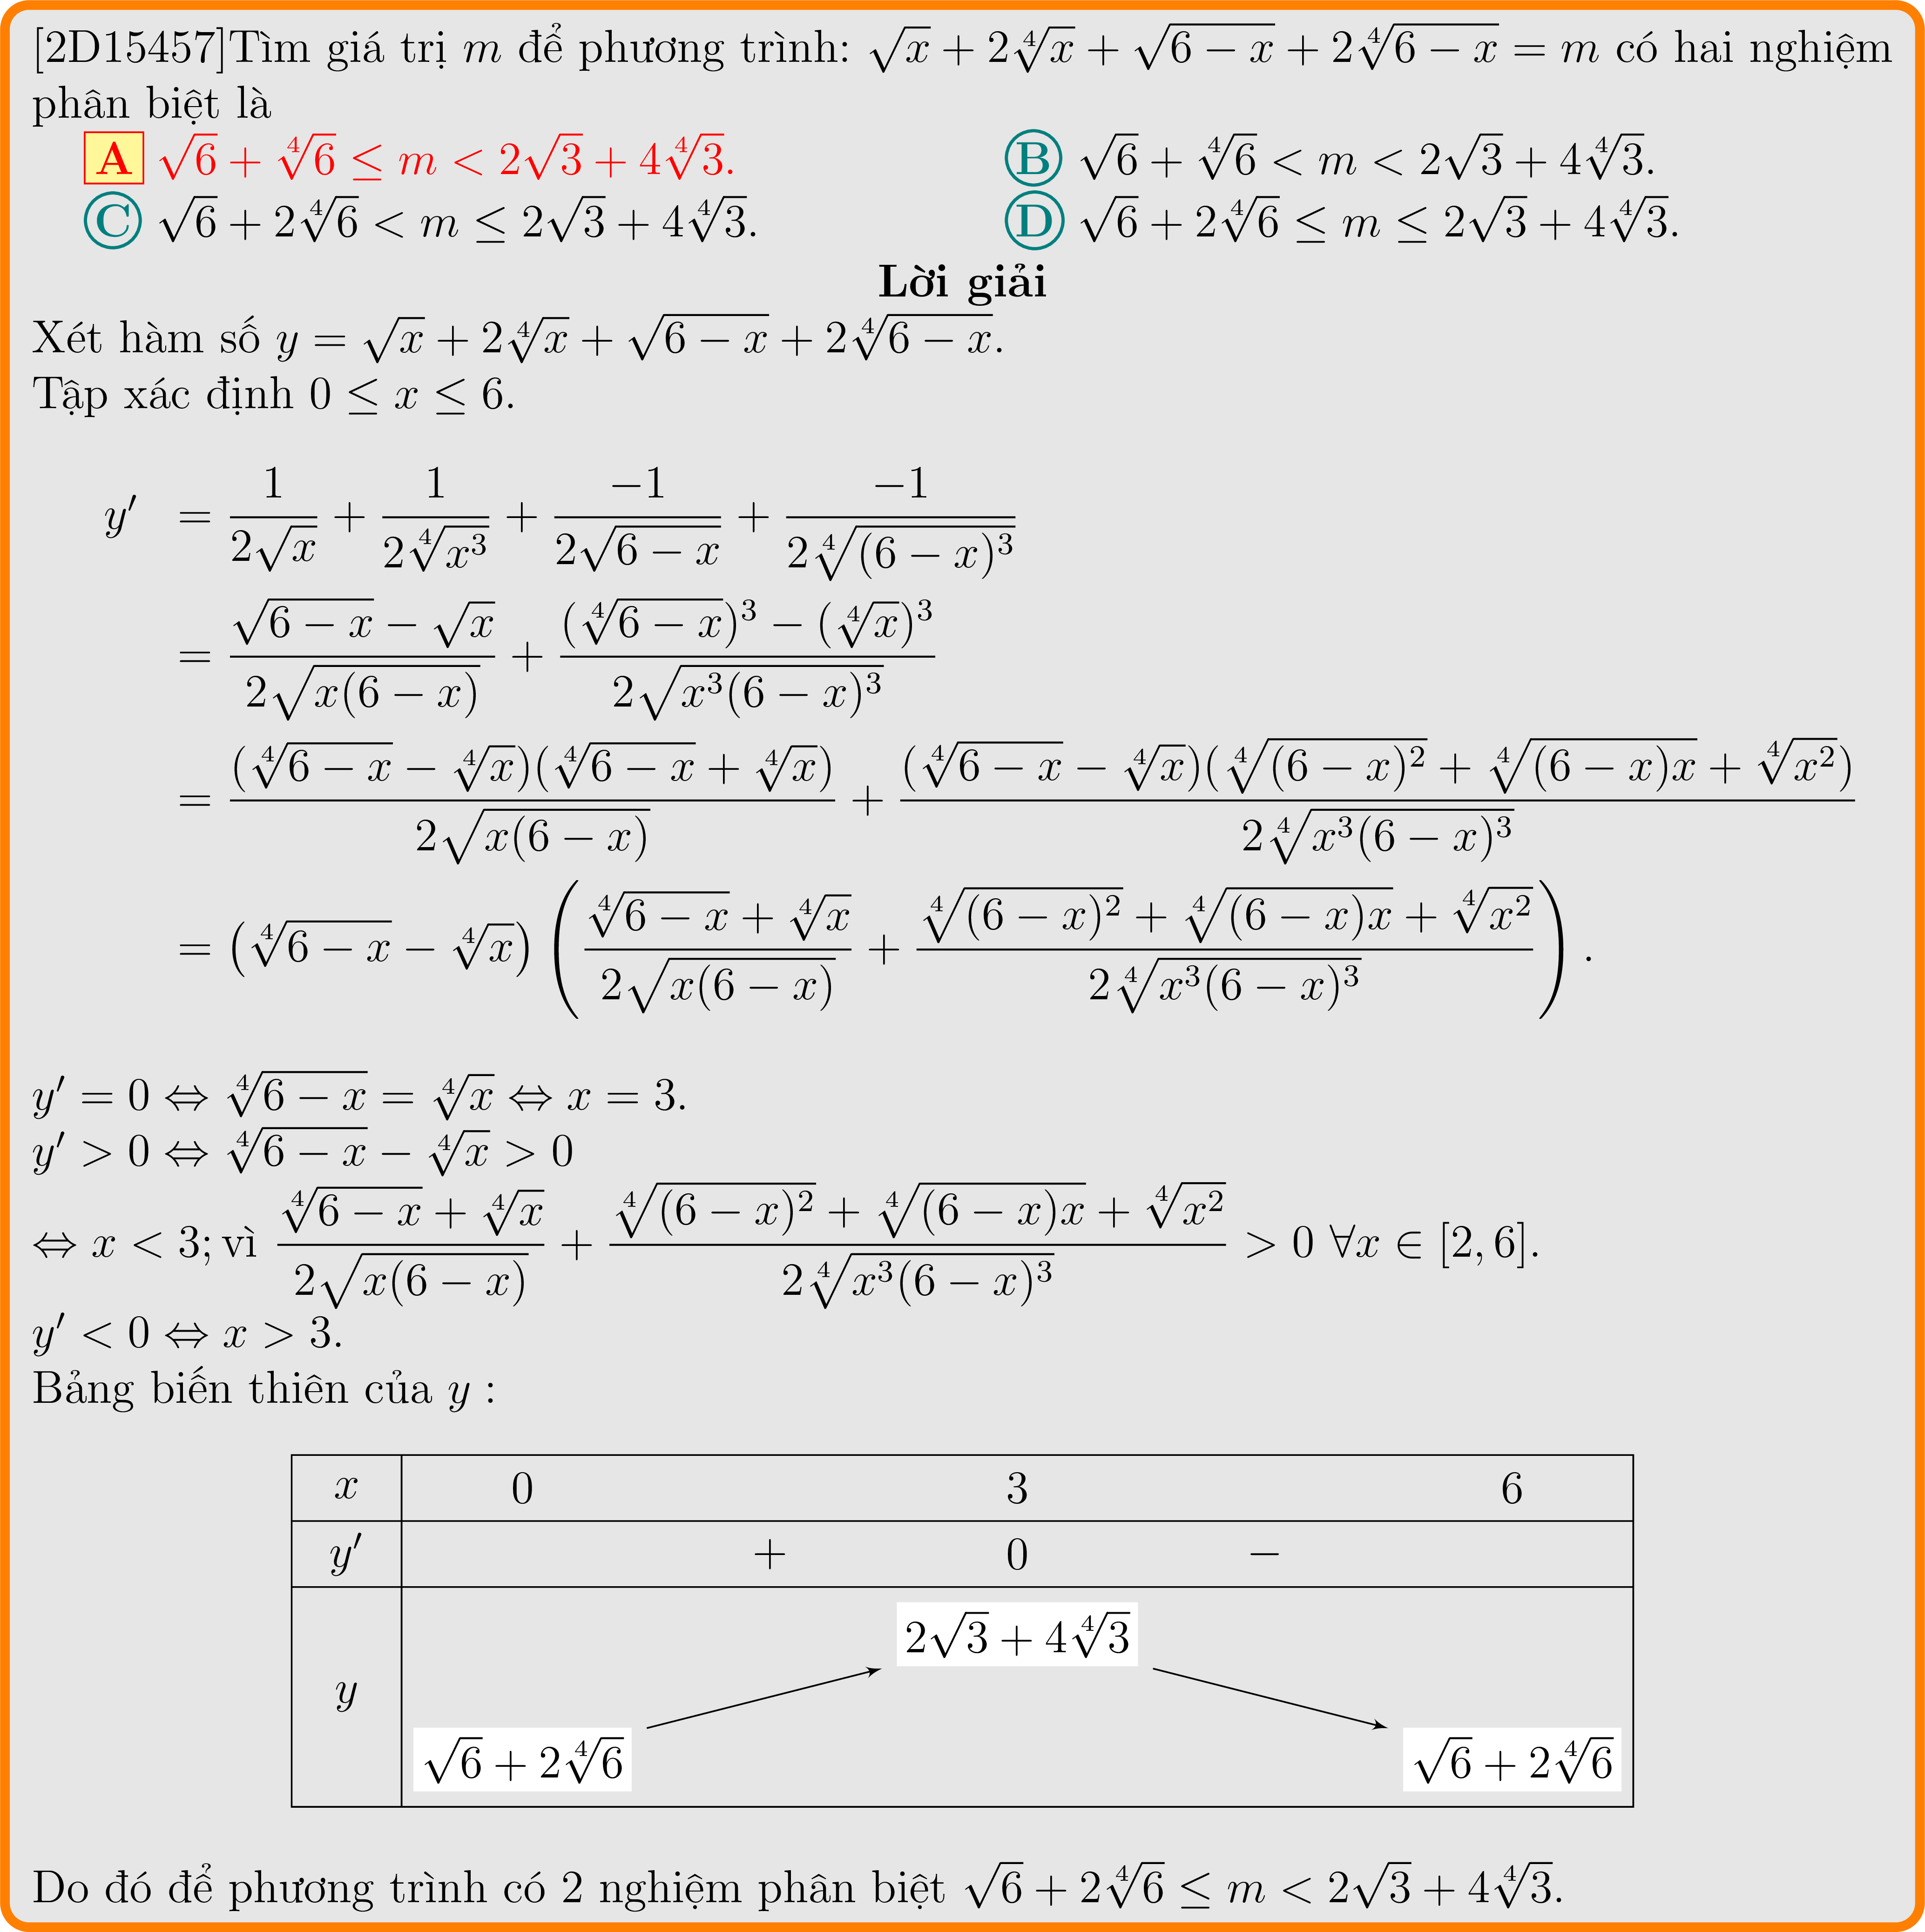 [2D15457]Tìm giá trị $m$ để phương trình: $\sqrt{x} + 2\sqrt[4]{x} + \sqrt{6-x} + 2\sqrt[4]{6-x} = m$ có hai nghiệm
phân biệt là
A $\sqrt{6} + \sqrt[4]{6} \le m < 2\sqrt{3} + 4\sqrt[4]{3}$. B $\sqrt{6} + \sqrt[4]{6} < m < 2\sqrt{3} + 4\sqrt[4]{3}$.
C $\sqrt{6} + 2\sqrt[4]{6} < m \le 2\sqrt{3} + 4\sqrt[4]{3}$. D $\sqrt{6} + 2\sqrt[4]{6} \le m \le 2\sqrt{3} + 4\sqrt[4]{3}$.
Lời giải
Xét hàm số $y = \sqrt{x} + 2\sqrt[4]{x} + \sqrt{6-x} + 2\sqrt[4]{6-x}$.
Tập xác định $0 \le x \le 6$.
$y' = \frac{1}{2\sqrt{x}} + \frac{1}{2\sqrt[4]{x^3}} + \frac{-1}{2\sqrt{6-x}} + \frac{-1}{2\sqrt[4]{(6-x)^3}}$
$= \frac{\sqrt{6-x} - \sqrt{x}}{2\sqrt{x(6-x)}} + \frac{(\sqrt[4]{6-x})^3 - (\sqrt[4]{x})^3}{2\sqrt{x^3(6-x)^3}}$
$= \frac{(\sqrt[4]{6-x} - \sqrt[4]{x})(\sqrt[4]{6-x} + \sqrt[4]{x})}{2\sqrt{x(6-x)}} + \frac{(\sqrt[4]{6-x} - \sqrt[4]{x})(\sqrt[4]{(6-x)^2} + \sqrt[4]{(6-x)x} + \sqrt[4]{x^2})}{2\sqrt[4]{x^3(6-x)^3}}$
$= \left(\sqrt[4]{6-x} - \sqrt[4]{x}\right)\left(\frac{\sqrt[4]{6-x} + \sqrt[4]{x}}{2\sqrt{x(6-x)}} + \frac{\sqrt[4]{(6-x)^2} + \sqrt[4]{(6-x)x} + \sqrt[4]{x^2}}{2\sqrt[4]{x^3(6-x)^3}}\right).$
$y' = 0 \Leftrightarrow \sqrt[4]{6-x} = \sqrt[4]{x} \Leftrightarrow x = 3.$
$y' > 0 \Leftrightarrow \sqrt[4]{6-x} - \sqrt[4]{x} > 0$
$\Leftrightarrow x < 3;$ vì $\frac{\sqrt[4]{6-x} + \sqrt[4]{x}}{2\sqrt{x(6-x)}} + \frac{\sqrt[4]{(6-x)^2} + \sqrt[4]{(6-x)x} + \sqrt[4]{x^2}}{2\sqrt[4]{x^3(6-x)^3}} > 0 \ \forall x \in [2, 6].$
$y' < 0 \Leftrightarrow x > 3.$
Bảng biến thiên của $y$ :
$x$ 0 3 6
$y'$ + 0 −
$2\sqrt{3} + 4\sqrt[4]{3}$
$y$
$\sqrt{6} + 2\sqrt[4]{6}$ $\sqrt{6} + 2\sqrt[4]{6}$
Do đó để phương trình có 2 nghiệm phân biệt $\sqrt{6} + 2\sqrt[4]{6} \le m < 2\sqrt{3} + 4\sqrt[4]{3}$.